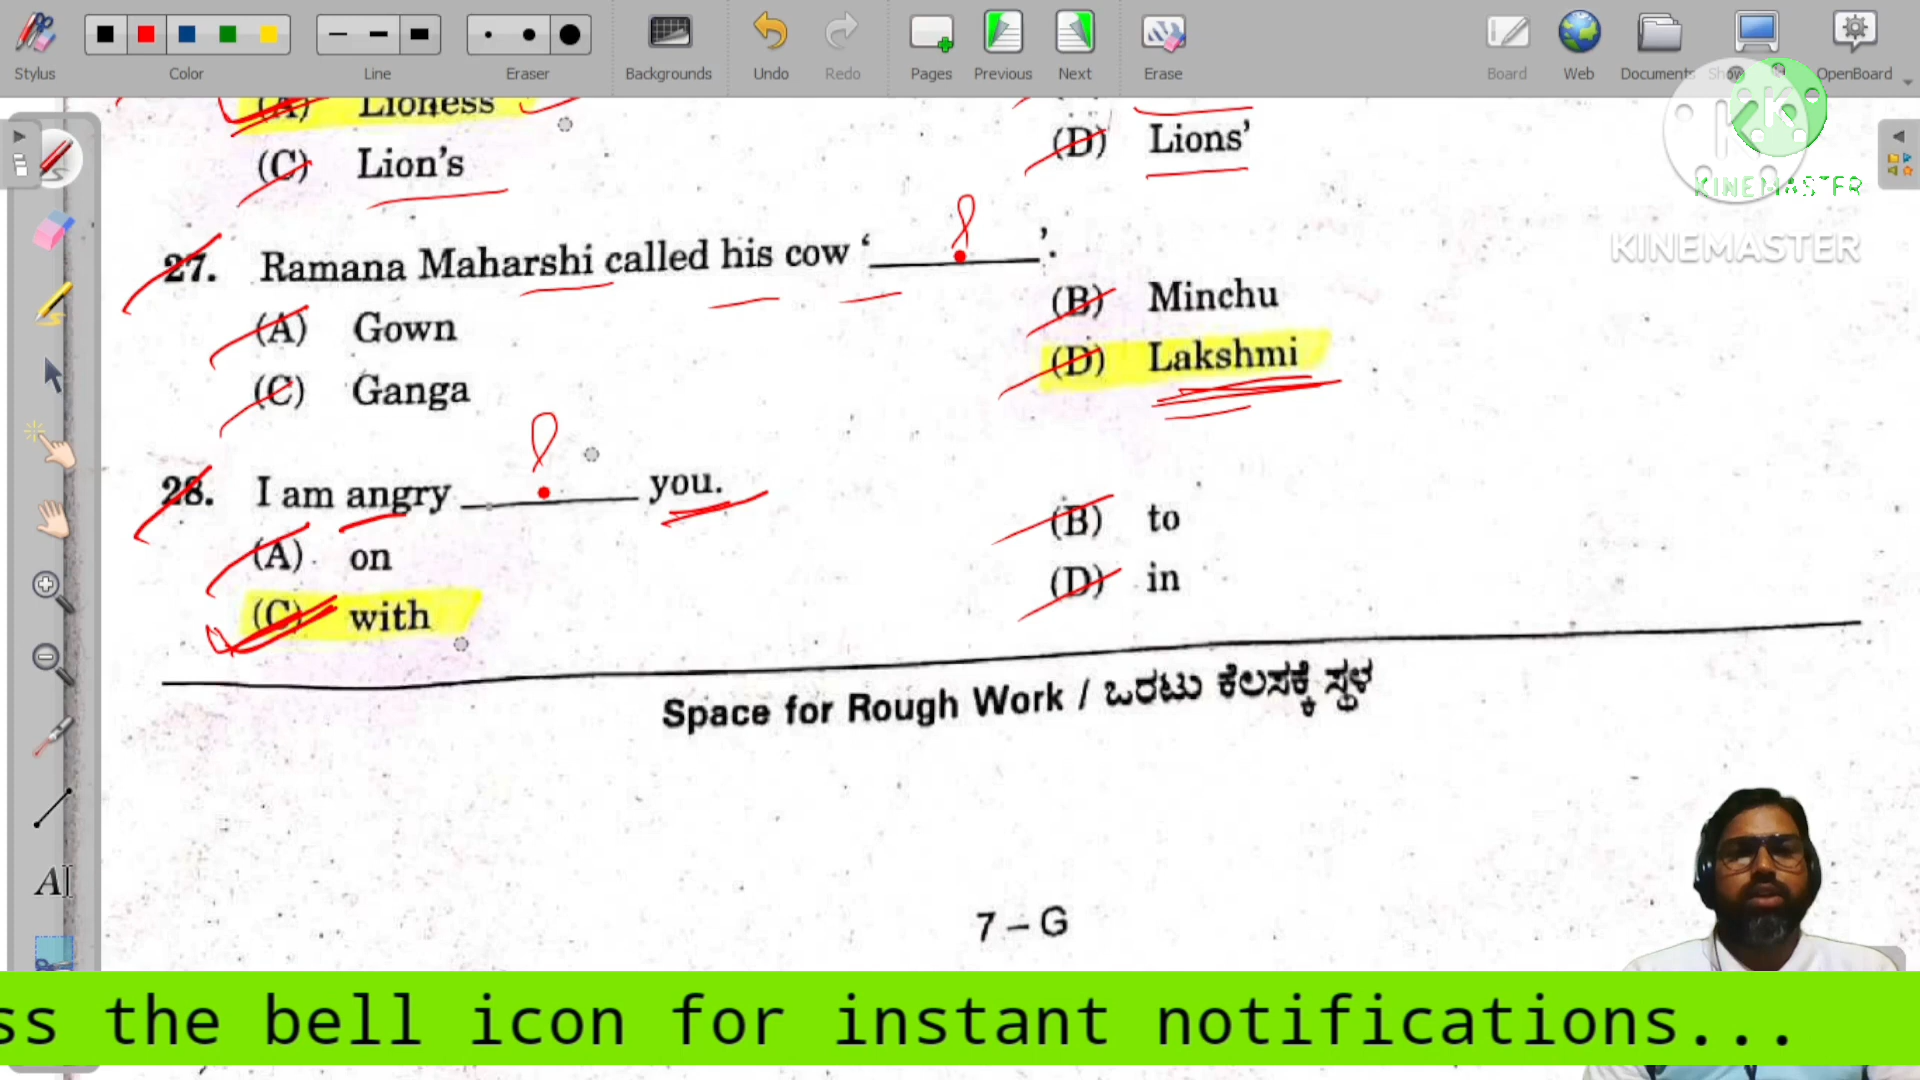 Stylus
Color
Line
Eraser
Backgrounds
Undo
Redo
Pages
Previous
Next
Erase
Board
Web
Documents
OpenBoard
KINEMASTER
KINEMASTER
(A) Lioness
(C) Lion's
(D) Lions'
27. Ramana Maharshi called his cow '__________'.
(A) Gown
(B) Minchu
(C) Ganga
(D) Lakshmi
28. I am angry __________ you.
(A) on
(B) to
(C) with
(D) in
Space for Rough Work / ಒರಟು ಕೆಲಸಕ್ಕೆ ಸ್ಥಳ
7 – G
ss the bell icon for instant notifications...